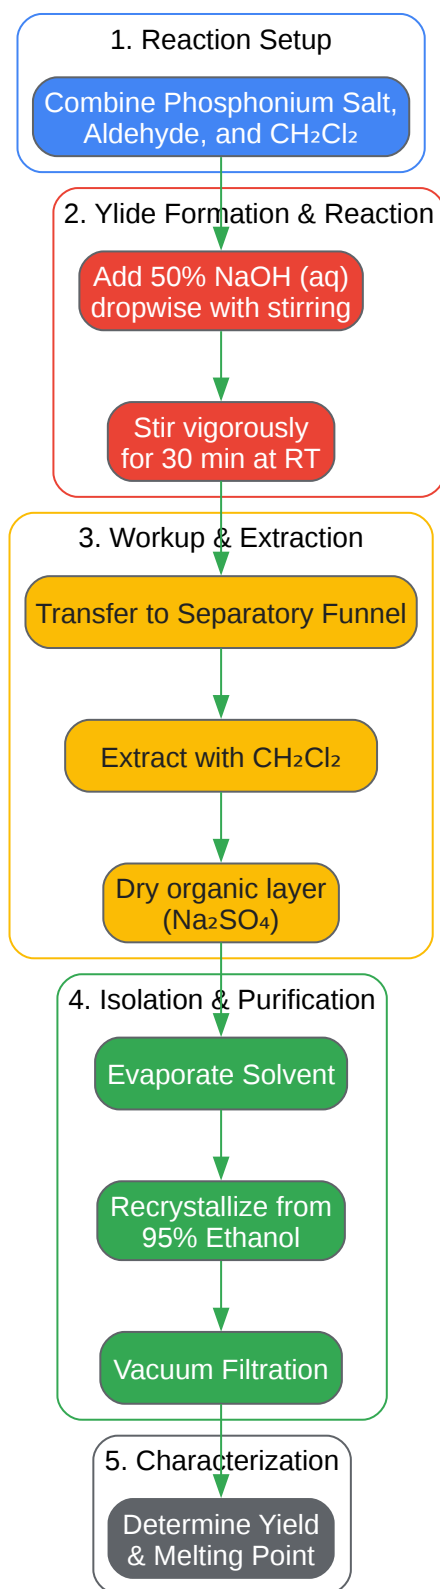 1. Reaction Setup
Combine Phosphonium Salt,
Aldehyde, and CH₂Cl₂
2. Ylide Formation & Reaction
Add 50% NaOH (aq)
dropwise with stirring
Stir vigorously
for 30 min at RT
3. Workup & Extraction
Transfer to Separatory Funnel
Extract with CH₂Cl₂
Dry organic layer
(Na₂SO₄)
4. Isolation & Purification
Evaporate Solvent
Recrystallize from
95% Ethanol
Vacuum Filtration
5. Characterization
Determine Yield
& Melting Point